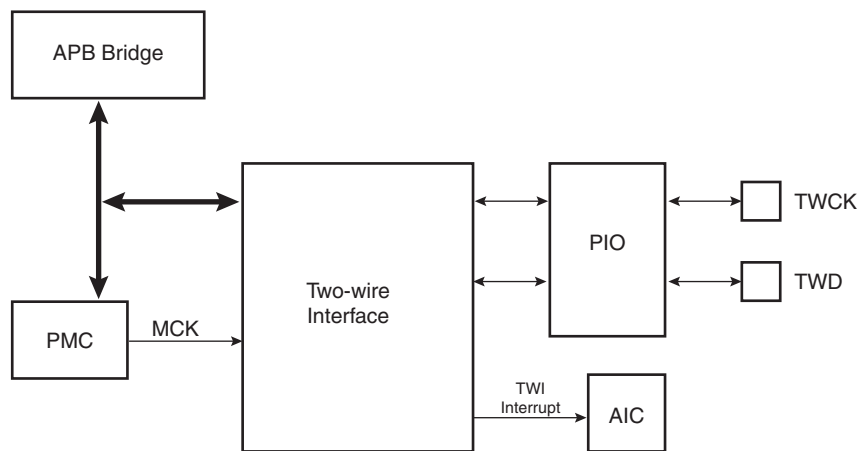 APB Bridge
TWCK
PIO
TWD
Two-wire
Interface
MCK
PMC
TWI
Interrupt
AIC